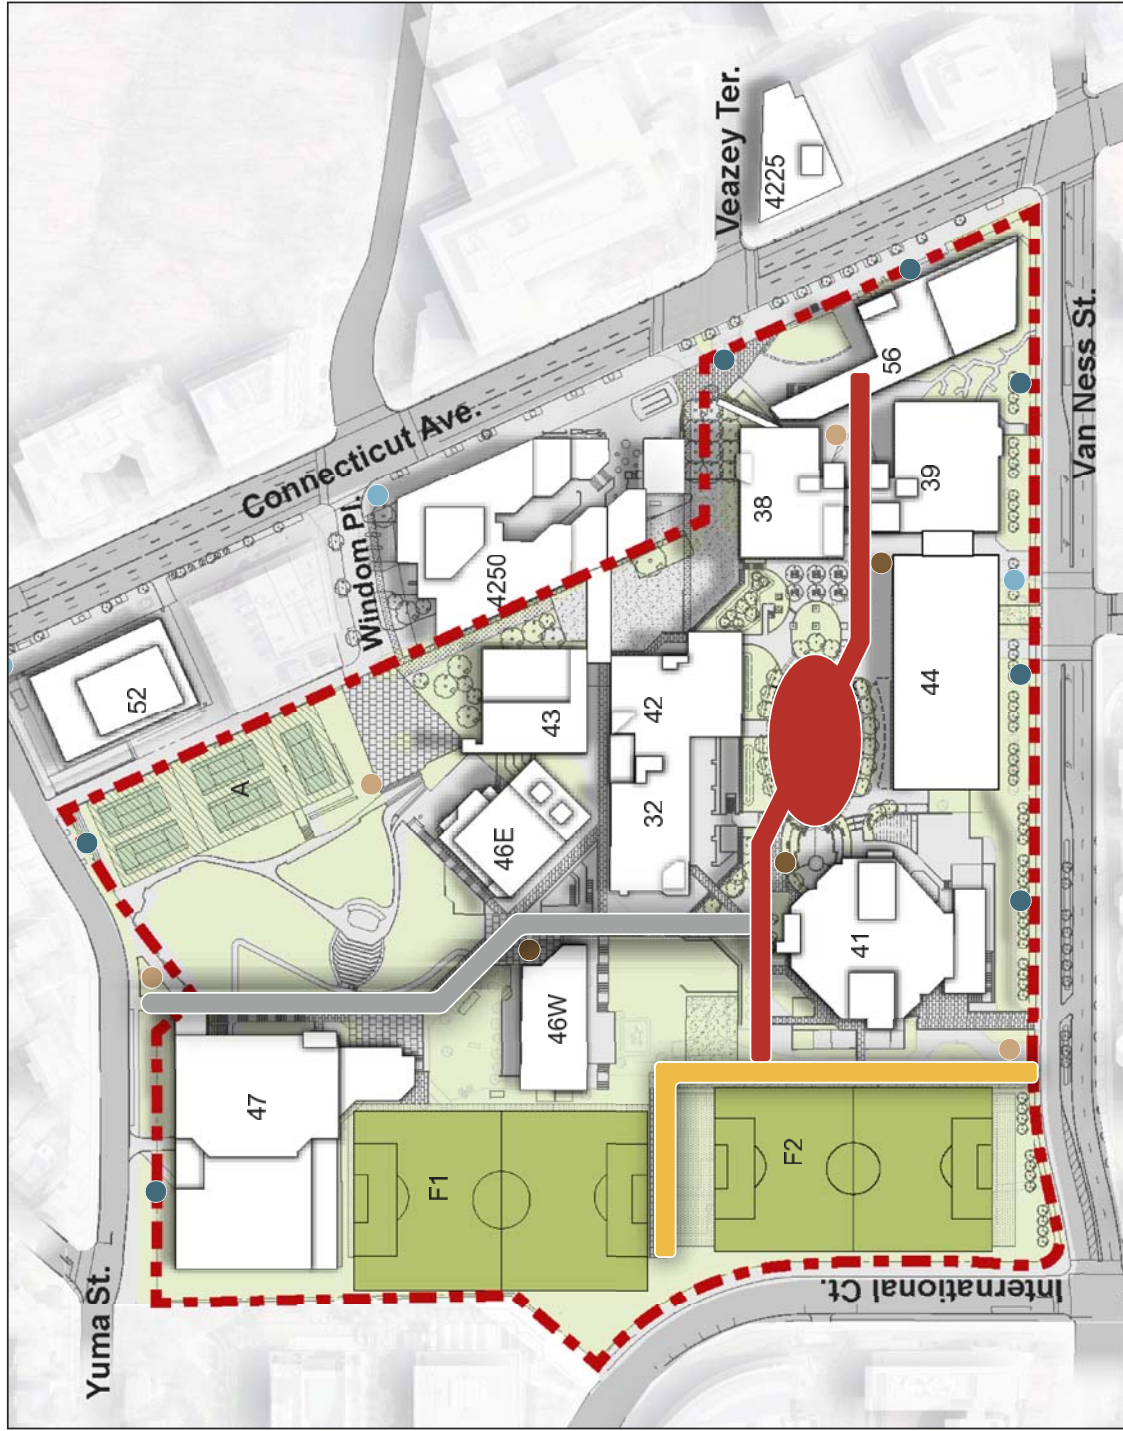 Yuma St.
Connecticut Ave.
Windom Pl.
Veazey Ter.
Van Ness St.
International Ct.
52
A
4250
4225
43
42
32
46E
46W
47
F1
F2
41
44
38
39
56